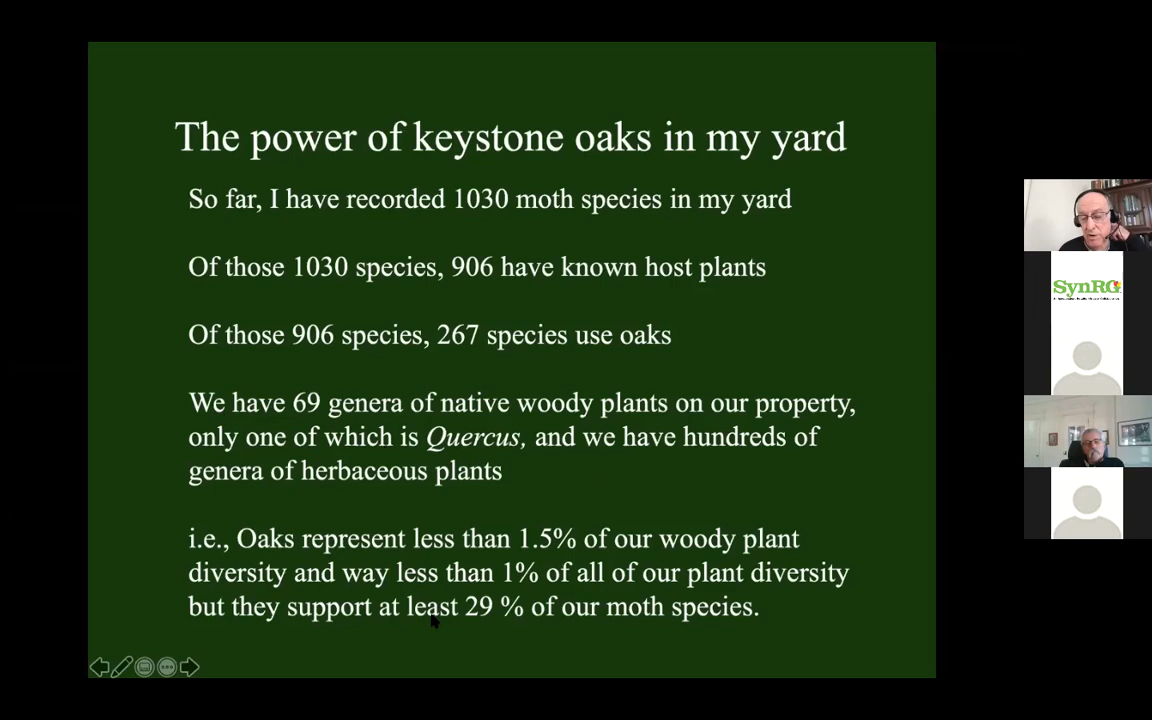 The power of keystone oaks in my yard
So far, I have recorded 1030 moth species in my yard
Of those 1030 species, 906 have known host plants
Of those 906 species, 267 species use oaks
We have 69 genera of native woody plants on our property,
only one of which is Quercus, and we have hundreds of
genera of herbaceous plants
i.e., Oaks represent less than 1.5% of our woody plant
diversity and way less than 1% of all of our plant diversity
but they support at least 29 % of our moth species.
SynRG